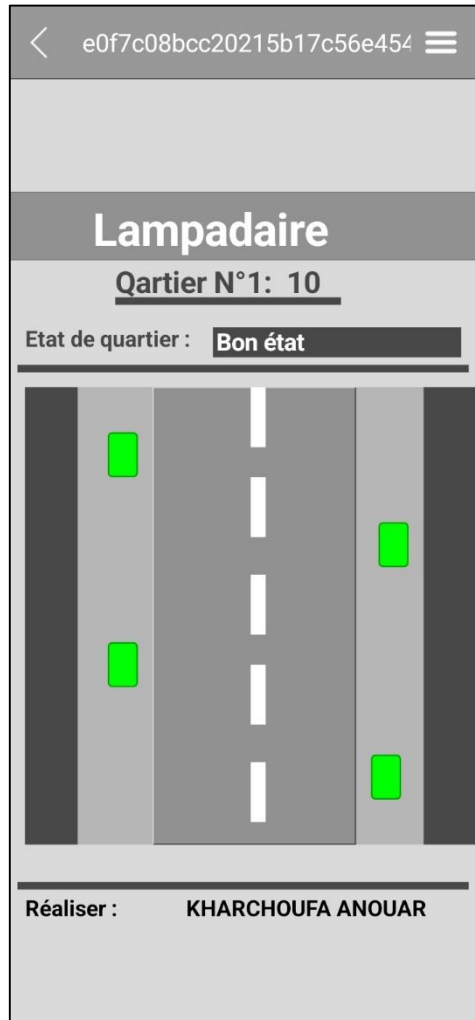 e0f7c08bcc20215b17c56e454
Lampadaire
Qartier N°1: 10
Etat de quartier : Bon état
Réaliser : KHARCHOUFA ANOUAR